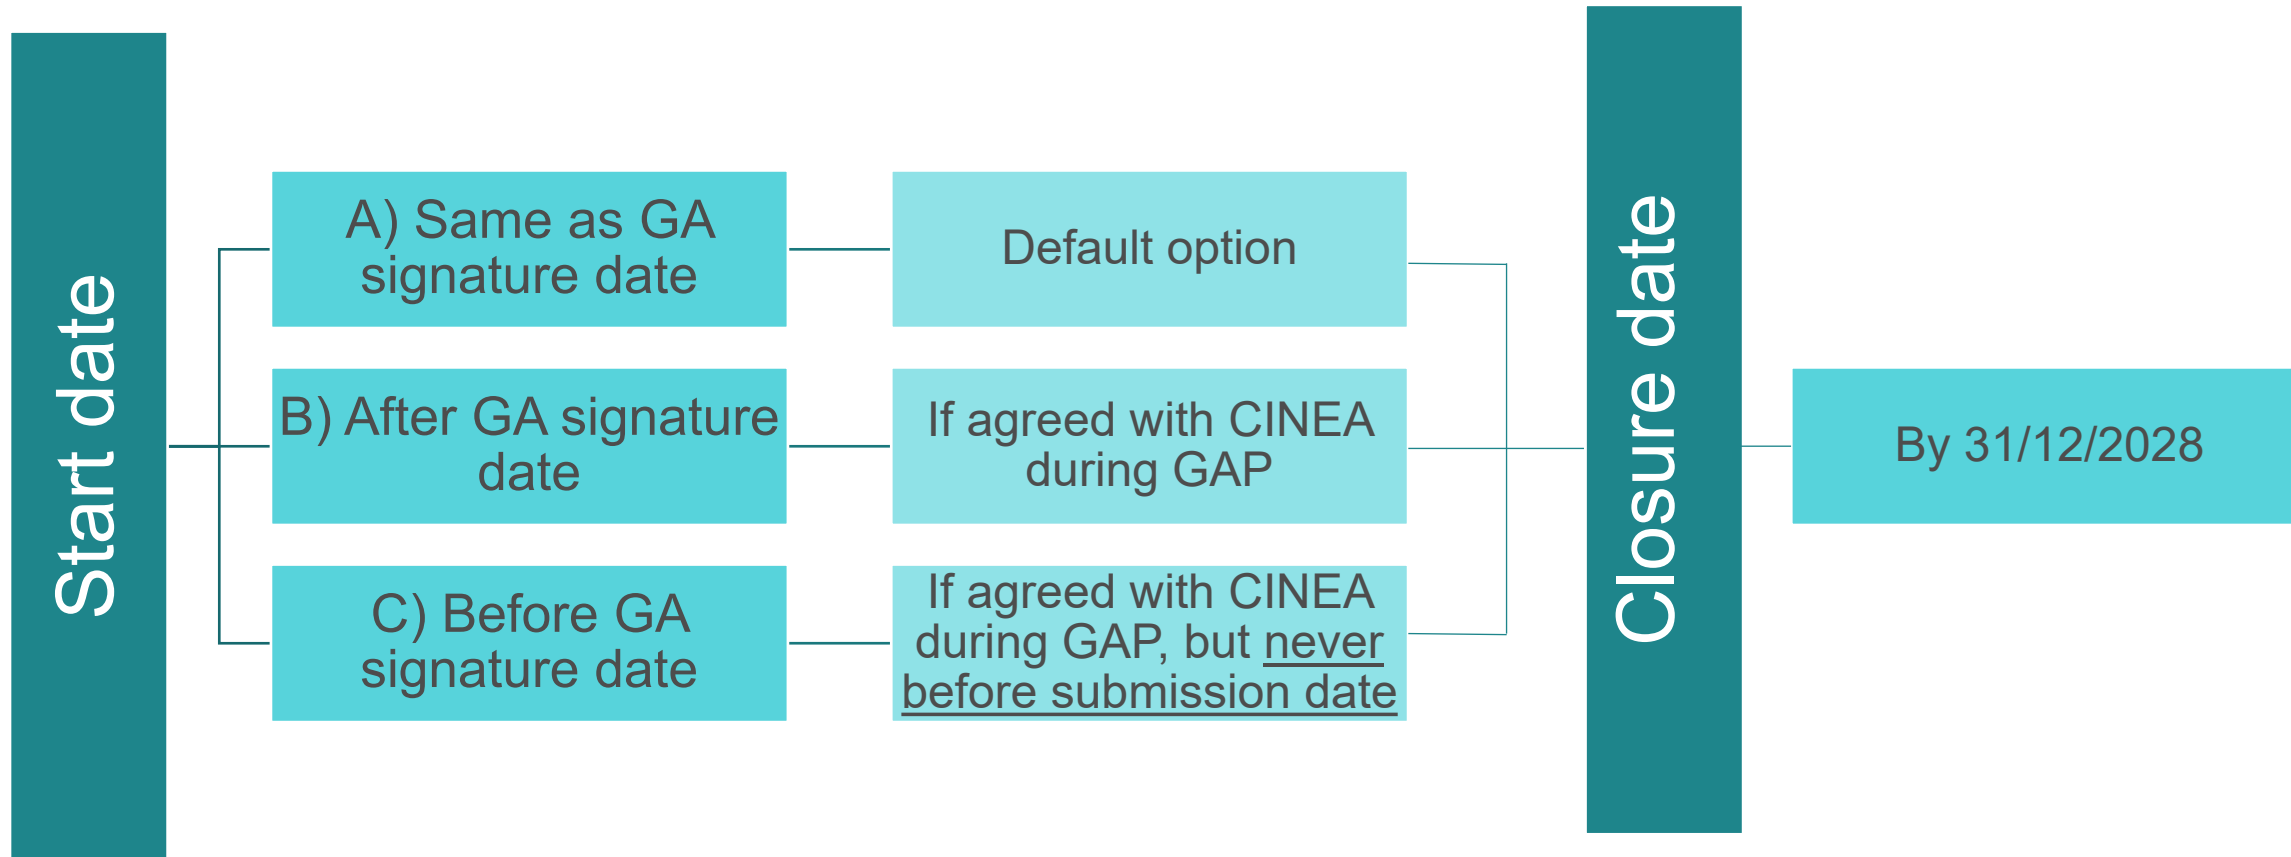 Start date
A) Same as GA
signature date
Default option
B) After GA signature
date
If agreed with CINEA
during GAP
C) Before GA
signature date
If agreed with CINEA
during GAP, but never
before submission date
Closure date
By 31/12/2028